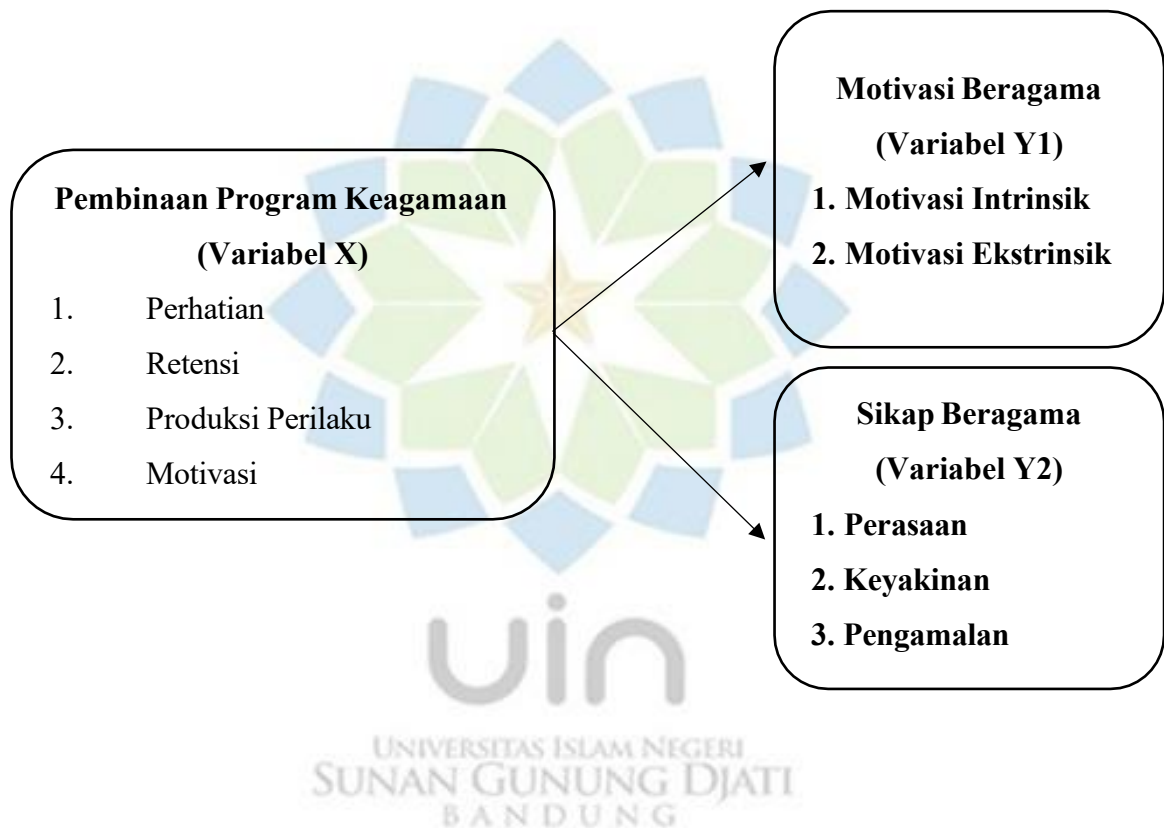 Pembinaan Program Keagamaan
(Variabel X)
1. Perhatian
2. Retensi
3. Produksi Perilaku
4. Motivasi
Motivasi Beragama
(Variabel Y1)
1. Motivasi Intrinsik
2. Motivasi Ekstrinsik
Sikap Beragama
(Variabel Y2)
1. Perasaan
2. Keyakinan
3. Pengamalan
uin
UNIVERSITAS ISLAM NEGERI
SUNAN GUNUNG DJATI
BANDUNG